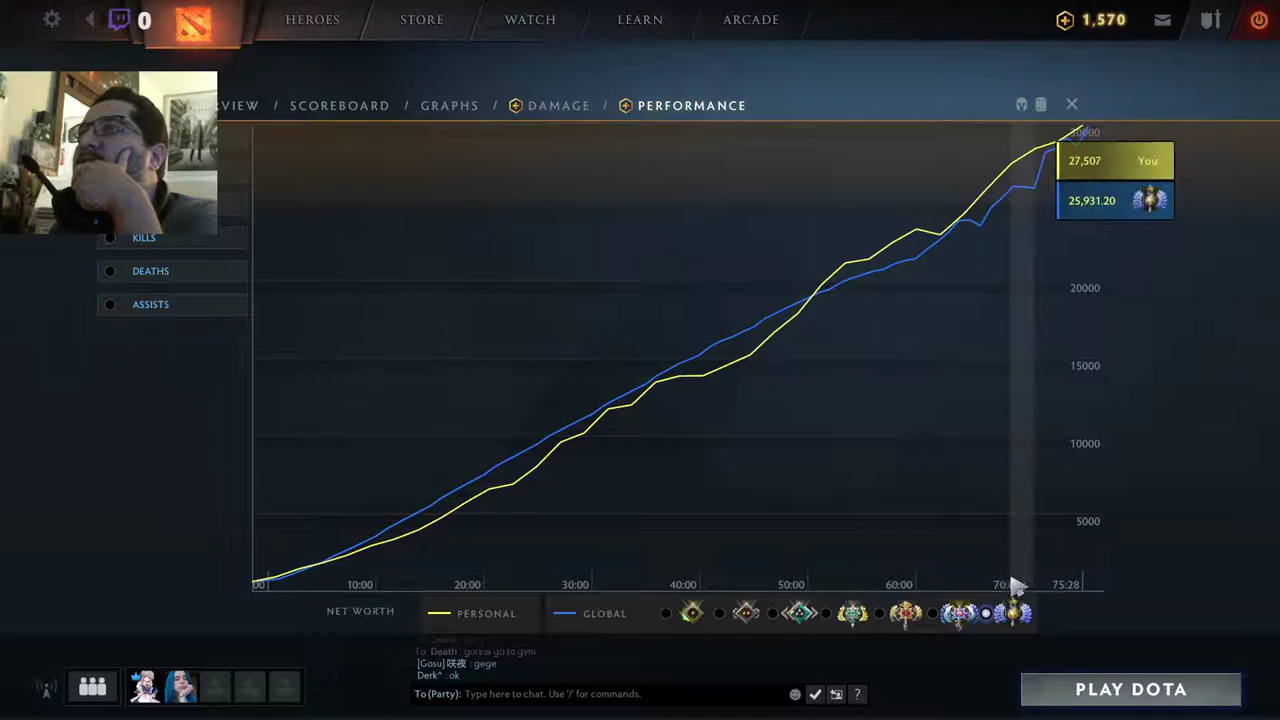 0
HEROES
STORE
WATCH
LEARN
ARCADE
1,570
RVIEW / SCOREBOARD / GRAPHS / DAMAGE / PERFORMANCE
30000
27,507 You
25,931.20
KILLS
DEATHS
ASSISTS
20000
15000
10000
5000
00 10:00 20:00 30:00 40:00 50:00 60:00 70: 75:28
NET WORTH
PERSONAL
GLOBAL
To Death: gonna go to gym
[Gosu] 咲夜 : gege
Derk^ : ok
To (Party): Type here to chat. Use '/' for commands.
?
PLAY DOTA